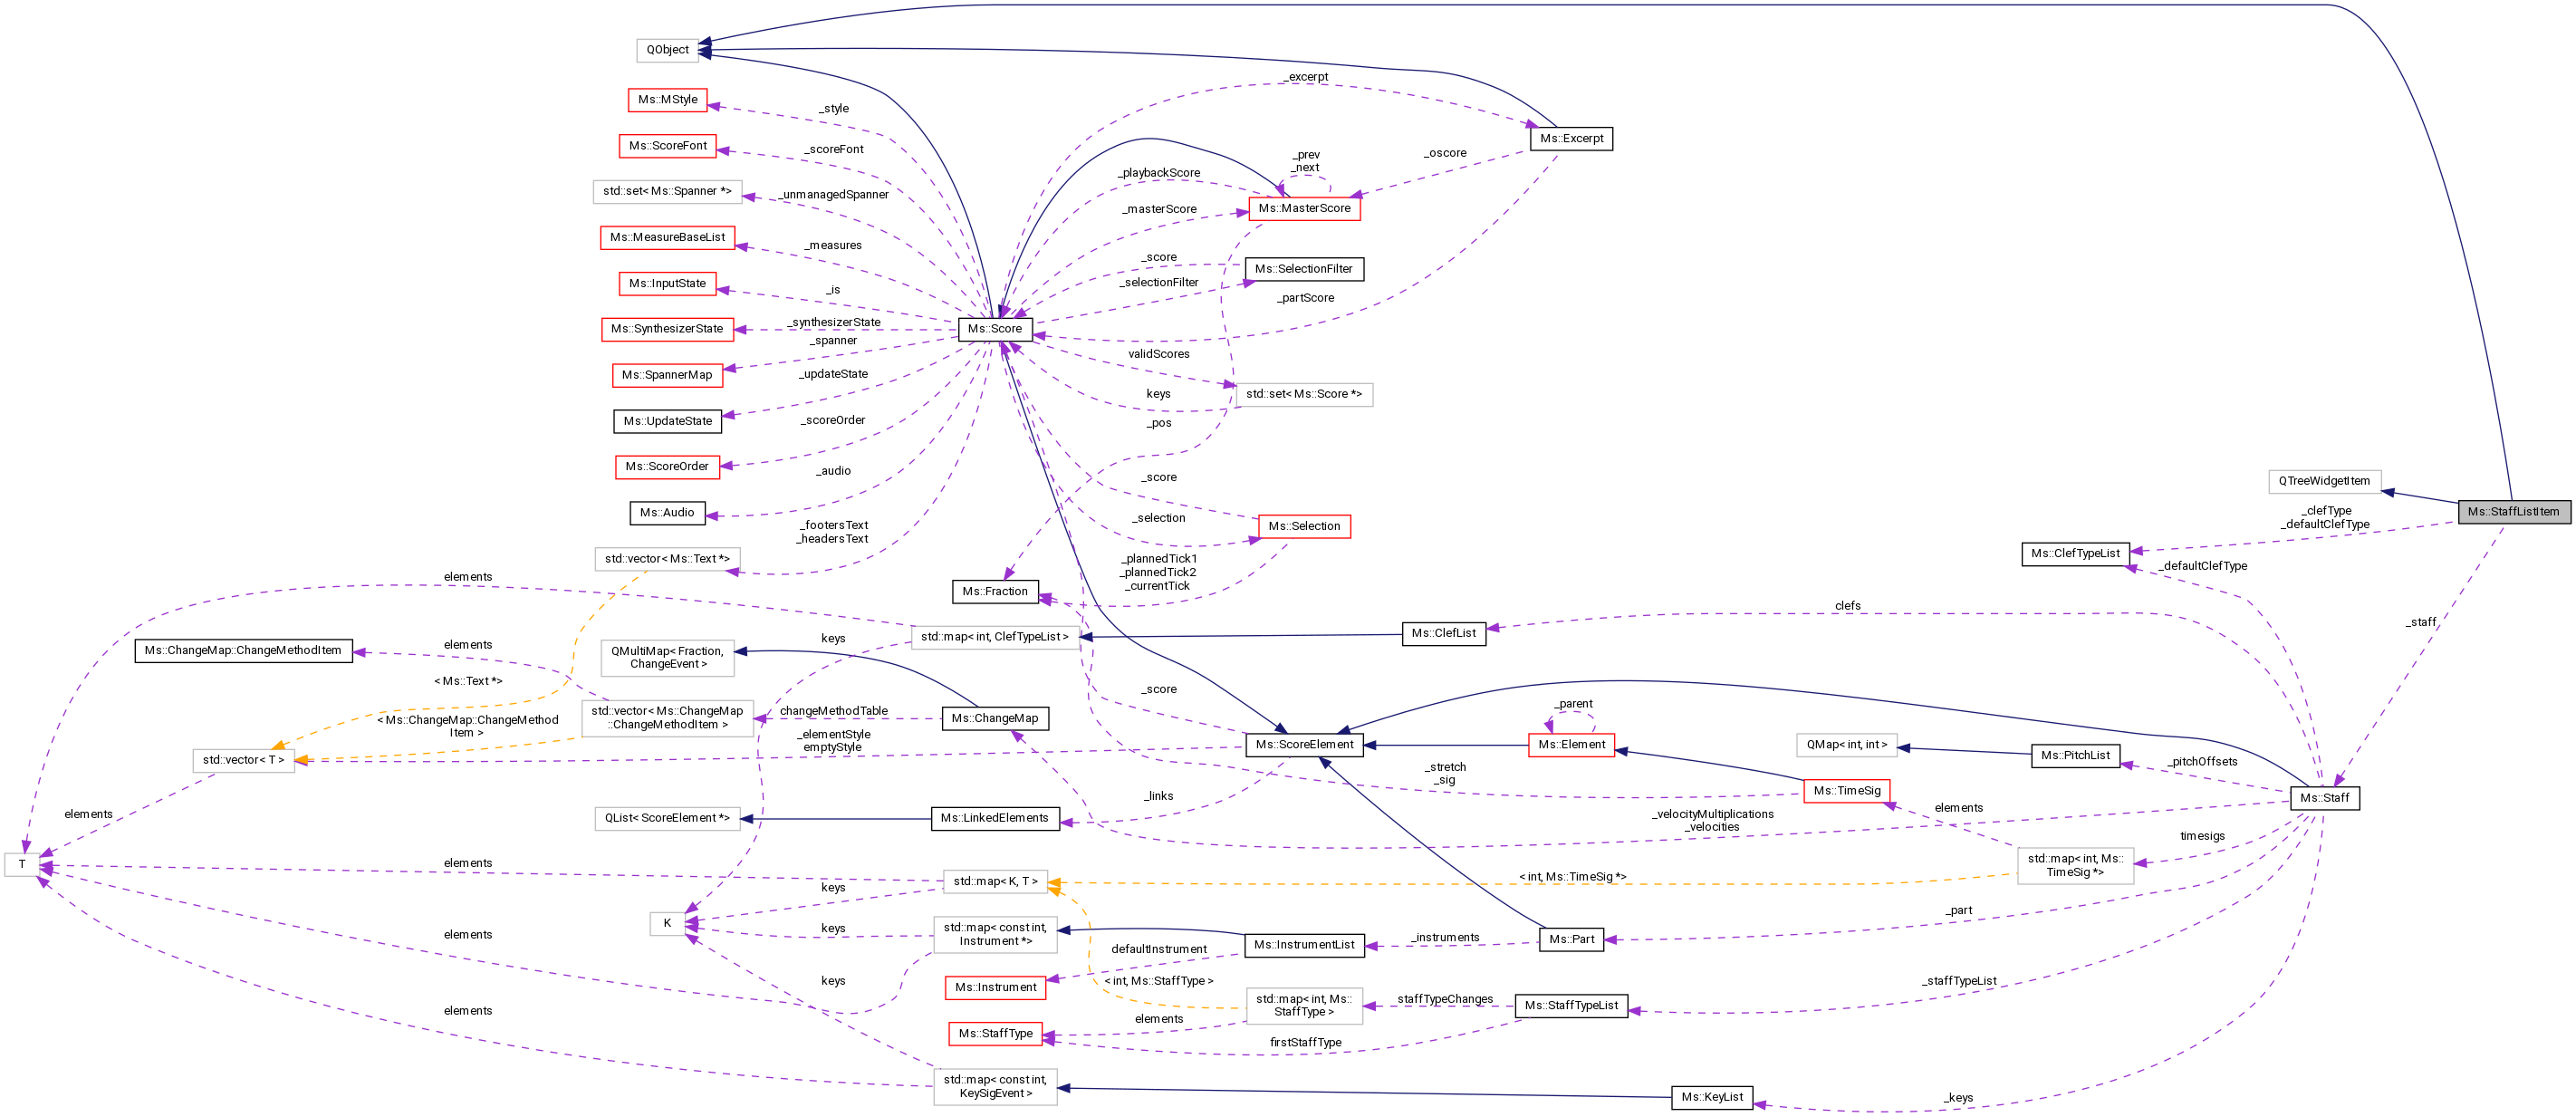 QObject
_excerpt
Ms::MStyle
_style
Ms::Excerpt
Ms::ScoreFont
_scoreFont
_prev
_next
_oscore
std::set< Ms::Spanner *>
_unmanagedSpanner
_playbackScore
Ms::MasterScore
_masterScore
Ms::MeasureBaseList
_measures
_score
Ms::SelectionFilter
Ms::InputState
_is
_selectionFilter
_partScore
Ms::SynthesizerState
_synthesizerState
Ms::Score
_spanner
validScores
Ms::SpannerMap
_updateState
keys
std::set< Ms::Score *>
Ms::UpdateState
_scoreOrder
_pos
Ms::ScoreOrder
_audio
_score
QTreeWidgetItem
Ms::Audio
_footersText
_headersText
_selection
Ms::Selection
_clefType
_defaultClefType
Ms::StaffListItem
std::vector< Ms::Text *>
_plannedTick1
_plannedTick2
_currentTick
Ms::ClefTypeList
_defaultClefType
elements
Ms::Fraction
clefs
_staff
Ms::ChangeMap::ChangeMethodItem
elements
QMultiMap< Fraction,
ChangeEvent >
keys
std::map< int, ClefTypeList >
Ms::ClefList
< Ms::Text *>
_score
_parent
std::vector< Ms::ChangeMap
::ChangeMethodItem >
changeMethodTable
Ms::ChangeMap
< Ms::ChangeMap::ChangeMethod
Item >
_elementStyle
emptyStyle
Ms::ScoreElement
Ms::Element
QMap< int, int >
Ms::PitchList
_pitchOffsets
std::vector< T >
_stretch
_sig
Ms::TimeSig
Ms::Staff
_links
elements
QList< ScoreElement *>
Ms::LinkedElements
_velocityMultiplications
_velocities
elements
timesigs
T
elements
std::map< K, T >
keys
< int, Ms::TimeSig *>
std::map< int, Ms::
TimeSig *>
K
_part
elements
keys
std::map< const int,
Instrument *>
defaultInstrument
Ms::InstrumentList
_instruments
Ms::Part
keys
Ms::Instrument
< int, Ms::StaffType >
_staffTypeList
elements
std::map< int, Ms::
StaffType >
staffTypeChanges
Ms::StaffTypeList
Ms::StaffType
elements
firstStaffType
std::map< const int,
KeySigEvent >
Ms::KeyList
_keys